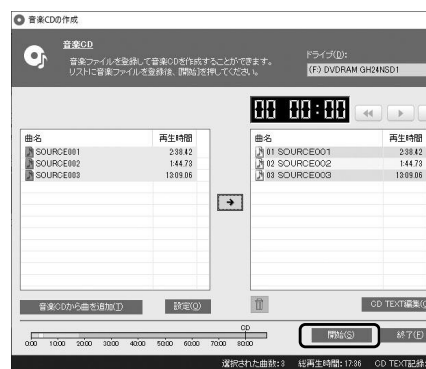 音楽CDの作成
音楽CD
音楽ファイルを登録して音楽CDを作成することができます。
リストに音楽ファイルを登録後、[開始]を押してください。
ドライブ(D):
(F:) DVDRAM GH24NSD1
00 00:00
曲名 再生時間
SOURCE001 2:38.42
SOURCE002 1:44.73
SOURCE003 13:09.06
曲名 再生時間
01 SOURCE001 2:38.42
02 SOURCE002 1:44.73
03 SOURCE003 13:09.06
音楽CDから曲を追加(T) 設定(O)
CD TEXT編集(
CD
0:00 10:00 20:00 30:00 40:00 50:00 60:00 70:00 80:00
開始(S) 終了(E)
選択された曲数:3 総再生時間:17:36 CD TEXT記録: